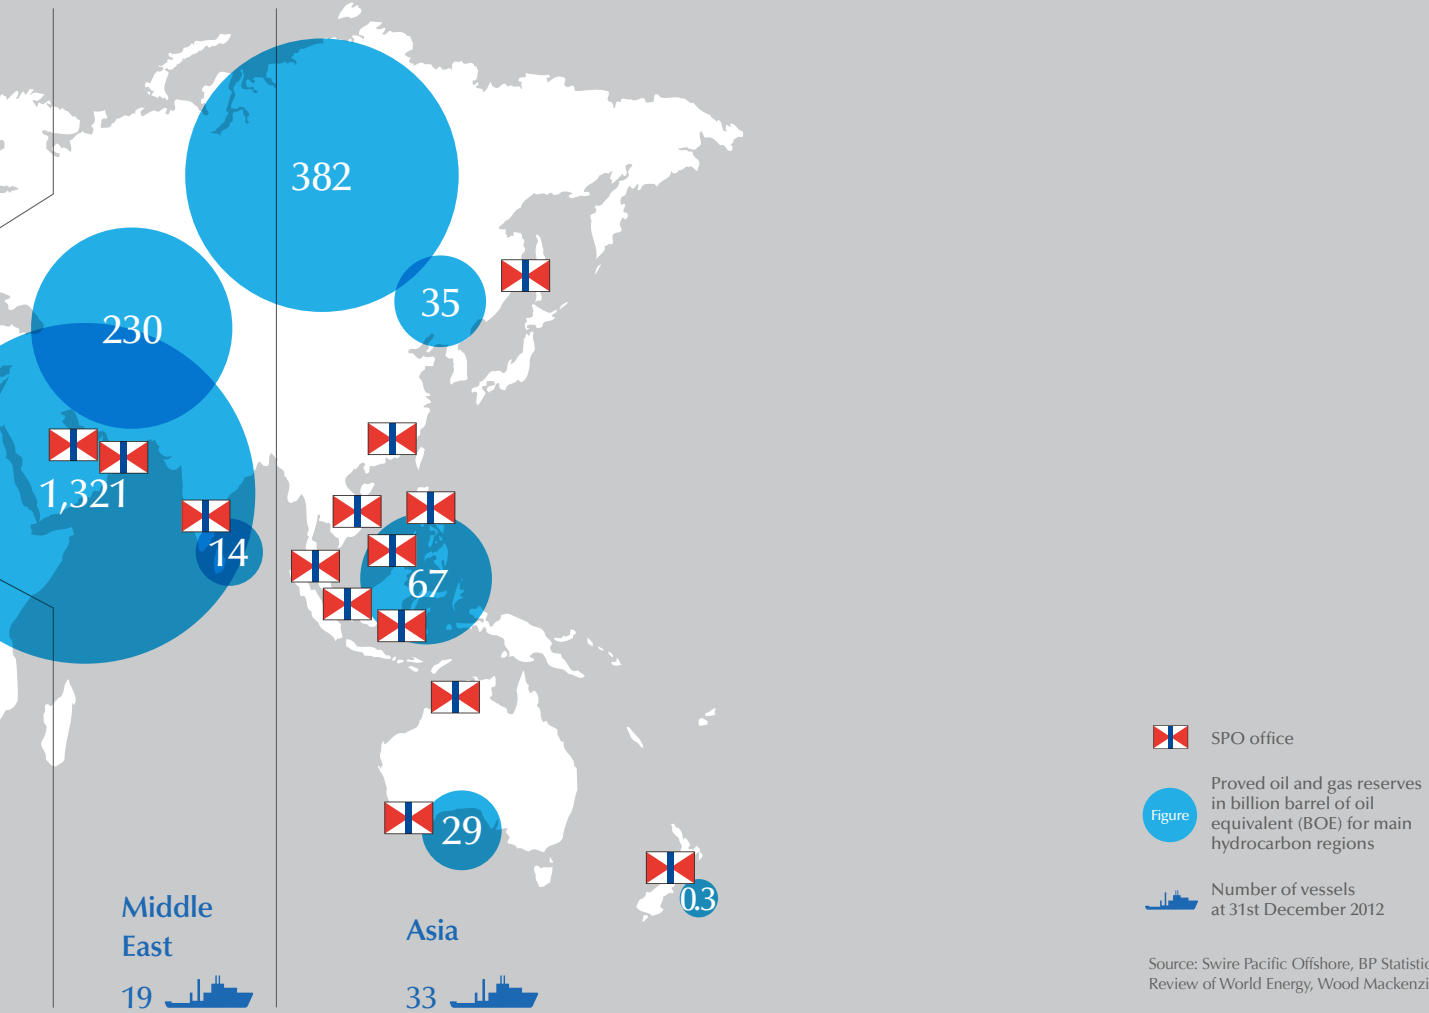 382
35
230
1,321
14
67
29
0.3
Middle
East
19
Asia
33
SPO office
Figure
Proved oil and gas reserves
in billion barrel of oil
equivalent (BOE) for main
hydrocarbon regions
Number of vessels
at 31st December 2012
Source: Swire Pacific Offshore, BP
Review of World Energy, Wood